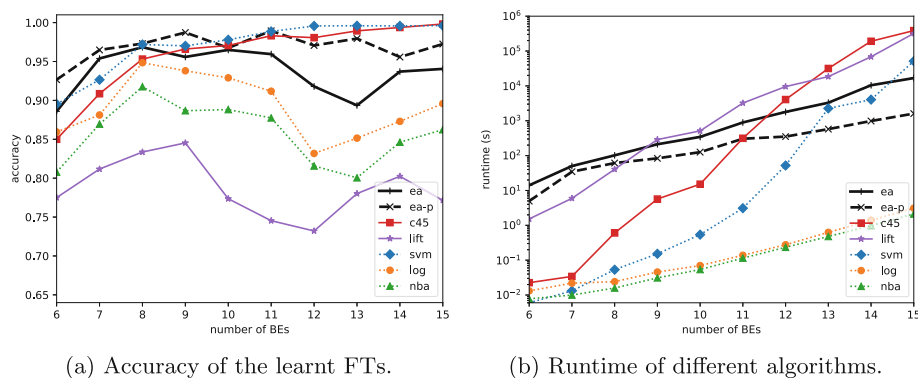 1.00
0.95
0.90
0.85
0.80
0.75
0.70
0.65
accuracy
6 7 8 9 10 11 12 13 14 15
number of BEs
ea
ea-p
c45
lift
svm
log
nba
(a) Accuracy of the learnt FTs.
10^6
10^5
10^4
10^3
10^2
10^1
10^0
10^-1
10^-2
runtime (s)
6 7 8 9 10 11 12 13 14 15
number of BEs
ea
ea-p
c45
lift
svm
log
nba
(b) Runtime of different algorithms.